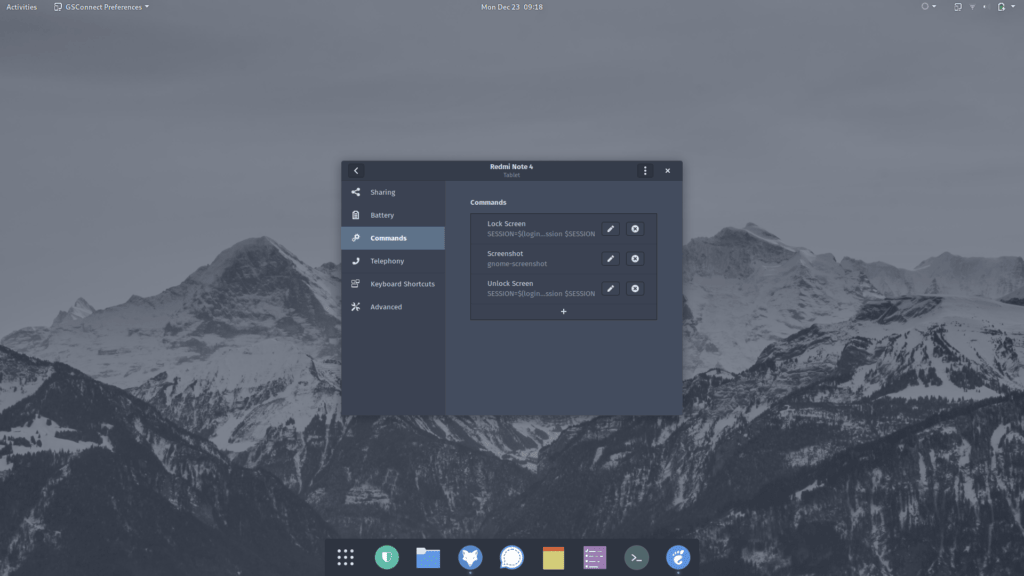 Activities
GSConnect Preferences
Mon Dec 23 09:18
Redmi Note 4
Tablet
Sharing
Battery
Commands
Telephony
Keyboard Shortcuts
Advanced
Commands
Lock Screen
SESSION=$(login...ssion $SESSION
Screenshot
gnome-screenshot
Unlock Screen
SESSION=$(login...ssion $SESSION
+